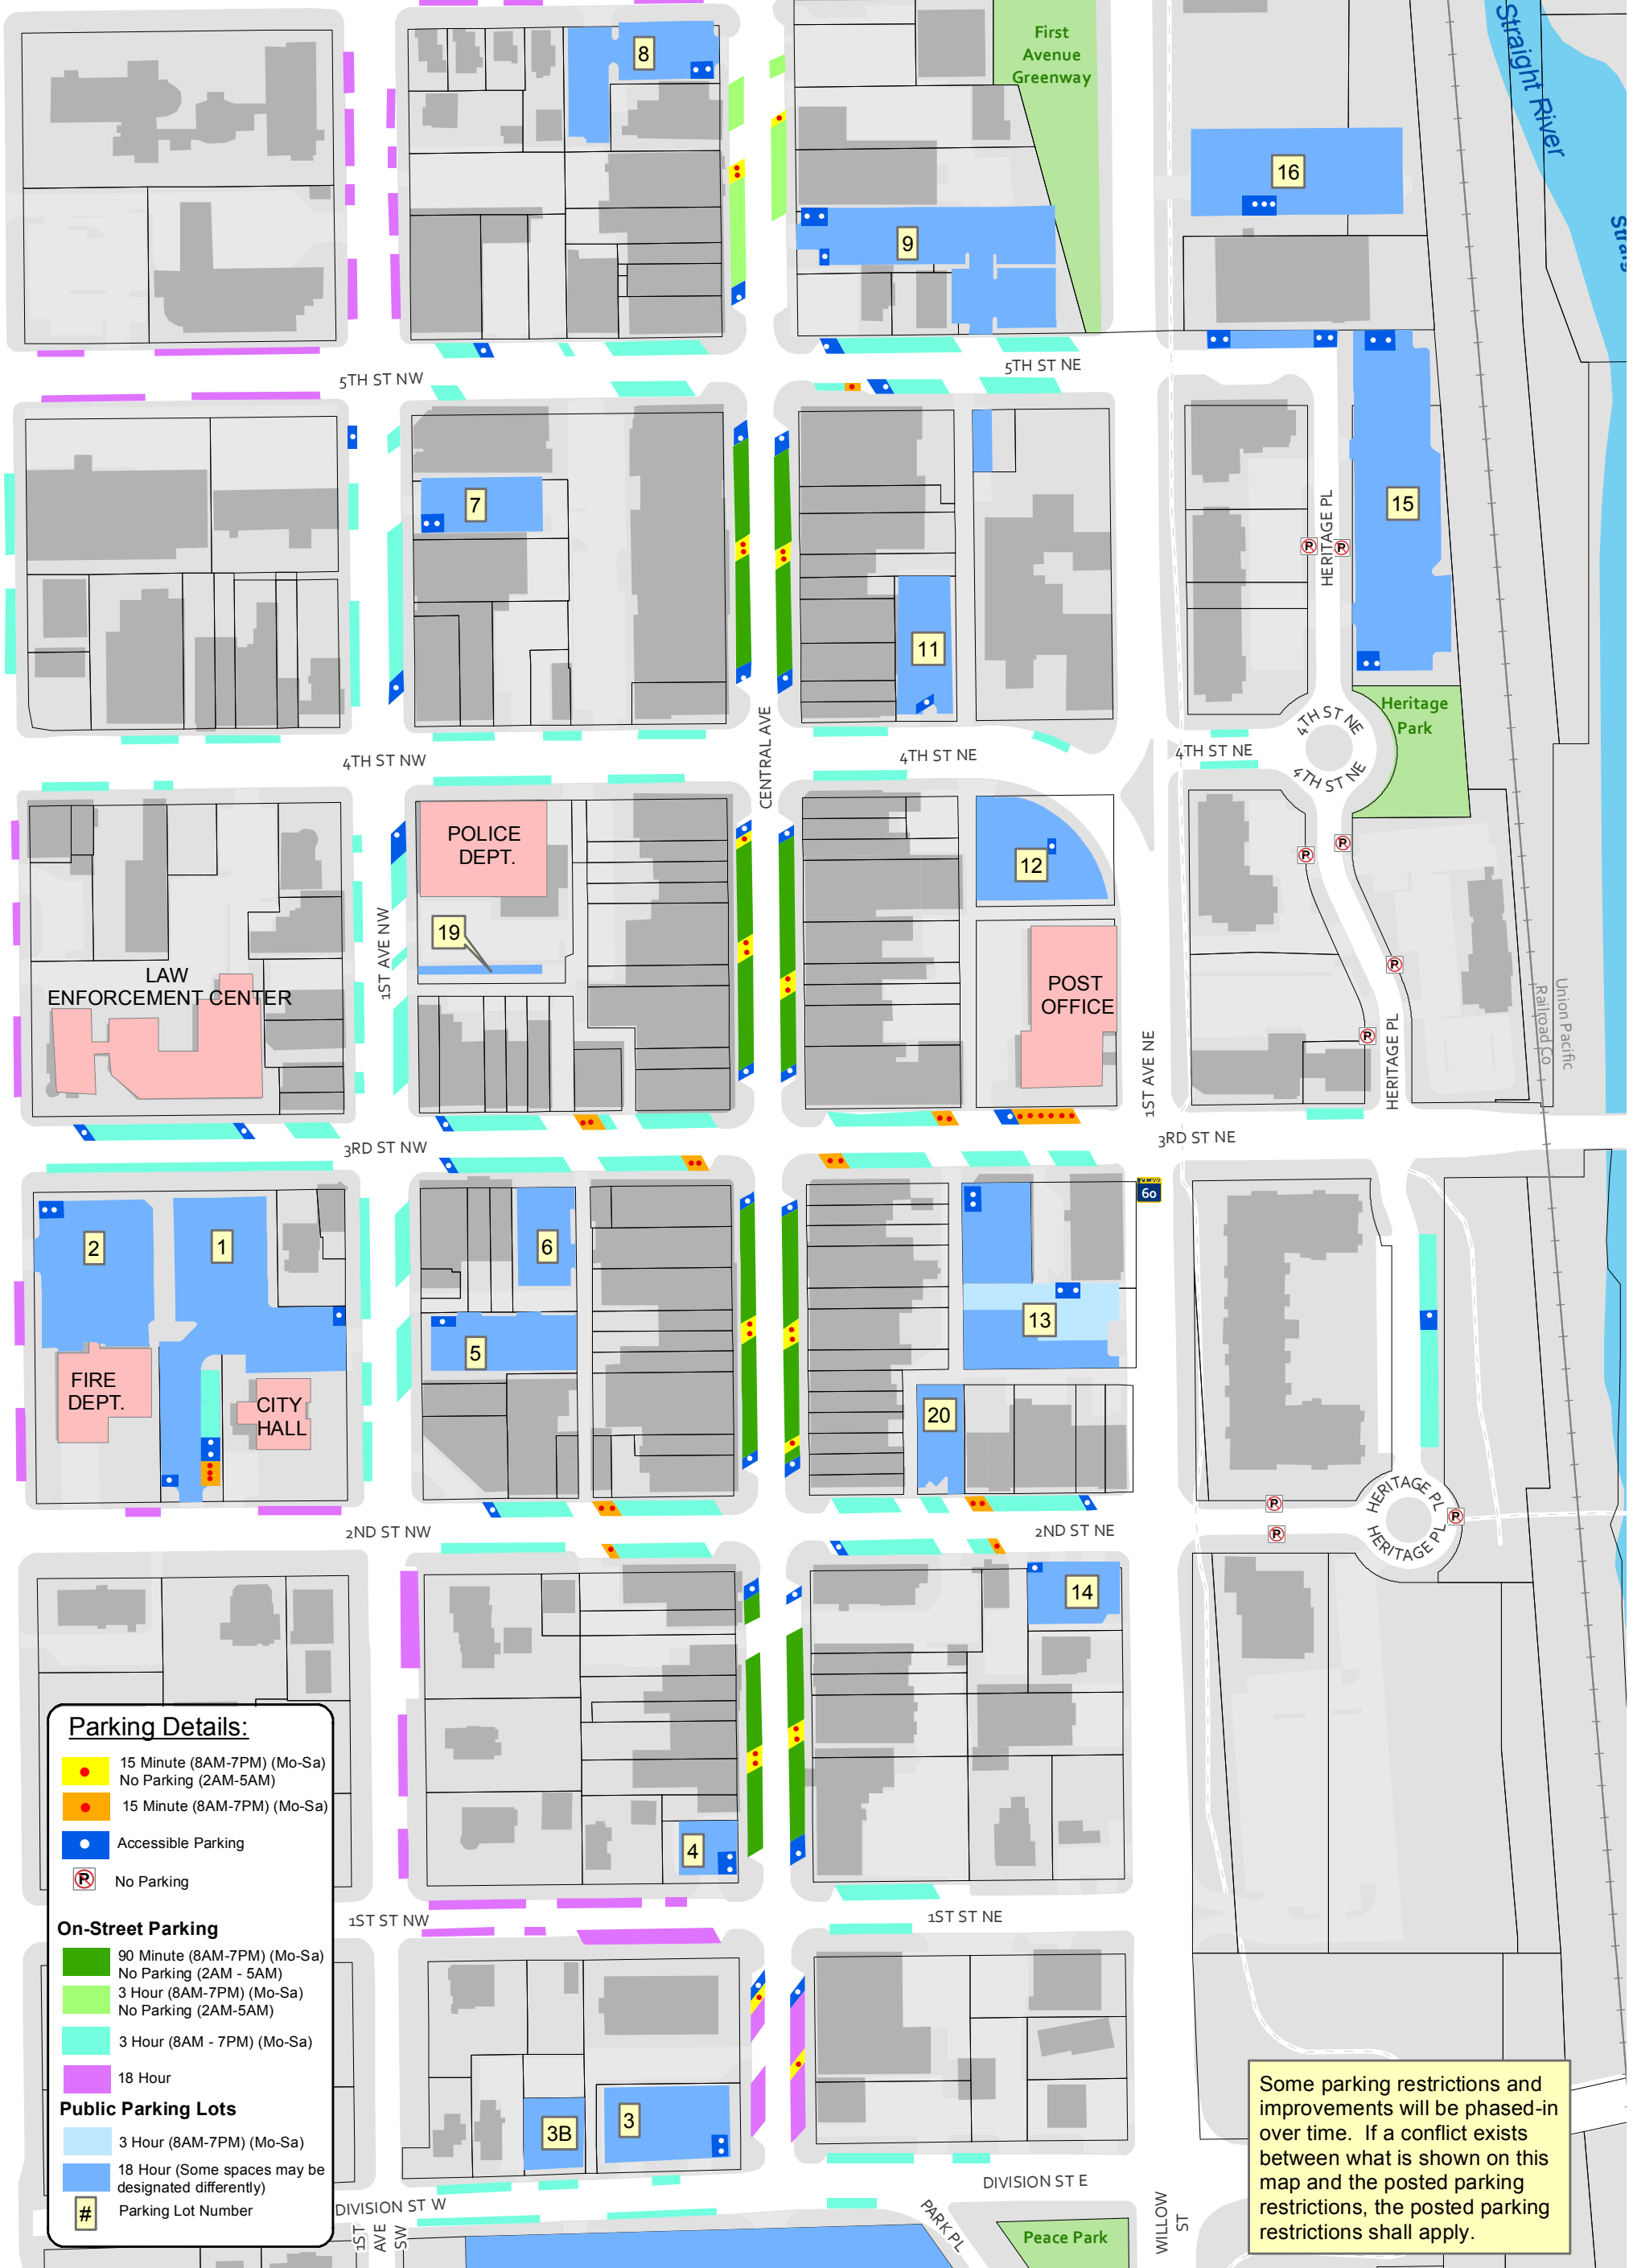 8
First
Avenue
Greenway
Straight River
16
9
5TH ST NW
5TH ST NE
7
15
HERITAGE PL
11
Heritage
Park
4TH ST NE
4TH ST NE
4TH ST NW
CENTRAL AVE
4TH ST NE
4TH ST NE
POLICE
DEPT.
12
19
1ST AVE NW
LAW
ENFORCEMENT CENTER
POST
OFFICE
Union Pacific
Railroad Co
1ST AVE NE
HERITAGE PL
3RD ST NW
3RD ST NE
60
2
1
6
13
5
FIRE
DEPT.
CITY
HALL
20
HERITAGE PL
HERITAGE PL
2ND ST NW
2ND ST NE
14
4
1ST ST NW
1ST ST NE
3B
3
DIVISION ST W
DIVISION ST E
1ST
AVE
SW
PARK PL
Peace Park
WILLOW
ST
Parking Details:
15 Minute (8AM-7PM) (Mo-Sa)
No Parking (2AM-5AM)
15 Minute (8AM-7PM) (Mo-Sa)
Accessible Parking
P No Parking
On-Street Parking
90 Minute (8AM-7PM) (Mo-Sa)
No Parking (2AM - 5AM)
3 Hour (8AM-7PM) (Mo-Sa)
No Parking (2AM-5AM)
3 Hour (8AM - 7PM) (Mo-Sa)
18 Hour
Public Parking Lots
3 Hour (8AM-7PM) (Mo-Sa)
18 Hour (Some spaces may be
designated differently)
# Parking Lot Number
Some parking restrictions and
improvements will be phased-in
over time. If a conflict exists
between what is shown on this
map and the posted parking
restrictions, the posted parking
restrictions shall apply.